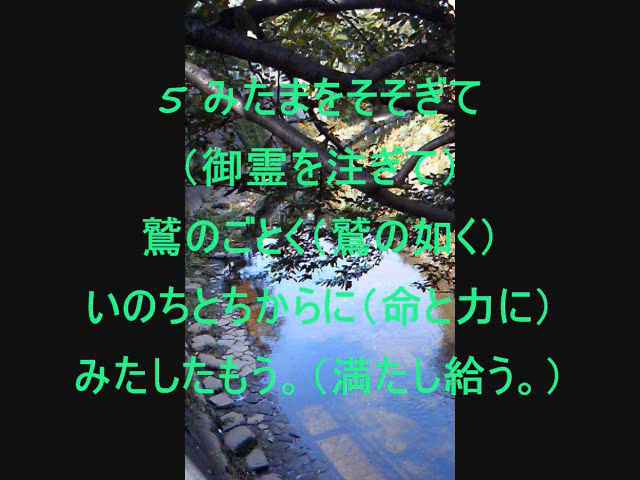 ５ みたまをそそぎて
（御霊を注ぎて）
鷲のごとく（鷲の如く）
いのちとちからに（命と力に）
みたしたもう。（満たし給う。）